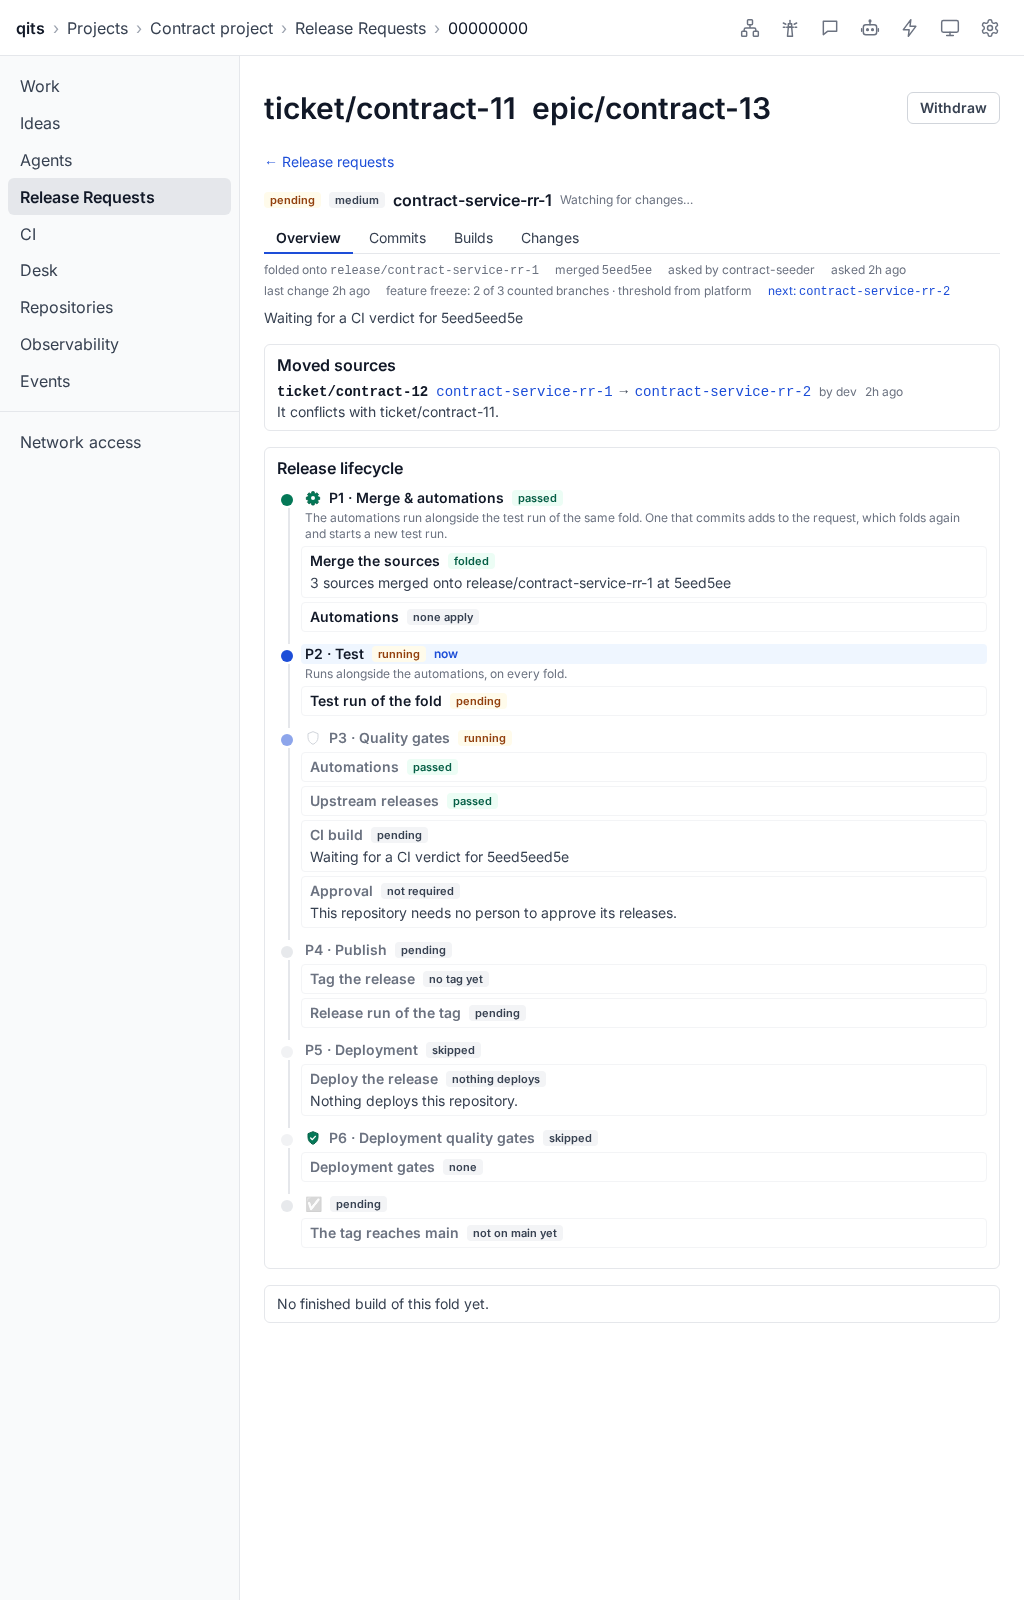 qits › Projects › Contract project › Release Requests › 00000000
Work
Ideas
Agents
Release Requests
CI
Desk
Repositories
Observability
Events
Network access
ticket/contract-11 epic/contract-13
Withdraw
← Release requests
pending medium contract-service-rr-1 Watching for changes…
Overview Commits Builds Changes
folded onto release/contract-service-rr-1 merged 5eed5ee asked by contract-seeder asked 2h ago
last change 2h ago feature freeze: 2 of 3 counted branches · threshold from platform next: contract-service-rr-2
Waiting for a CI verdict for 5eed5eed5e
Moved sources
ticket/contract-12 contract-service-rr-1 → contract-service-rr-2 by dev 2h ago
It conflicts with ticket/contract-11.
Release lifecycle
P1 · Merge & automations passed
The automations run alongside the test run of the same fold. One that commits adds to the request, which folds again
and starts a new test run.
Merge the sources folded
3 sources merged onto release/contract-service-rr-1 at 5eed5ee
Automations none apply
P2 · Test running now
Runs alongside the automations, on every fold.
Test run of the fold pending
P3 · Quality gates running
Automations passed
Upstream releases passed
CI build pending
Waiting for a CI verdict for 5eed5eed5e
Approval not required
This repository needs no person to approve its releases.
P4 · Publish pending
Tag the release no tag yet
Release run of the tag pending
P5 · Deployment skipped
Deploy the release nothing deploys
Nothing deploys this repository.
P6 · Deployment quality gates skipped
Deployment gates none
pending
The tag reaches main not on main yet
No finished build of this fold yet.